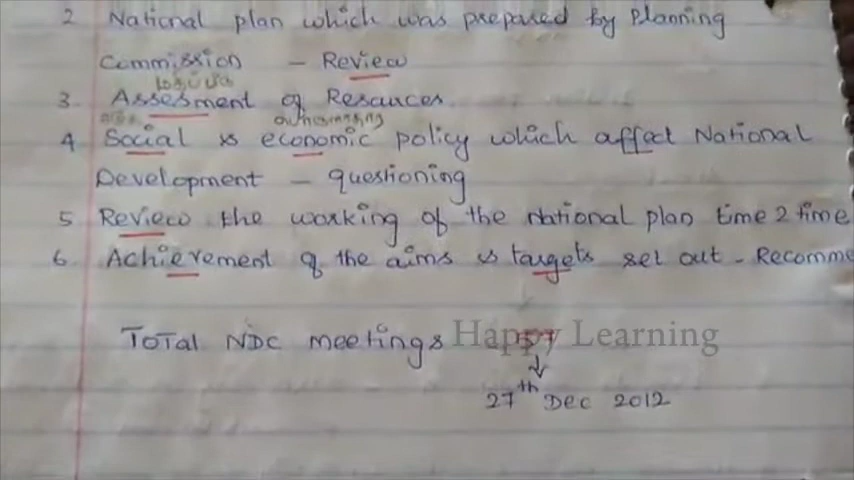 2 National plan which was prepared by Planning
Commission - Review
மதிப்பீடு
3. Assesment of Resources.
பொருளாதார
4 Social & economic policy which affect National
Development - questioning
5 Review the working of the national plan time 2 time
6. Achievement of the aims & targets set out - Recomme
Total NDC meetings 57
Happy Learning
27th Dec 2012